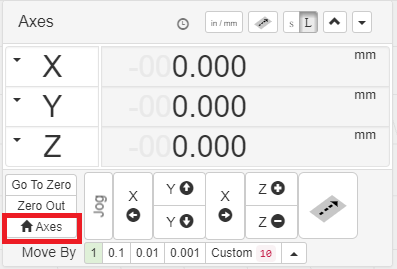 Axes in / mm s L
X -000.000 mm
Y -000.000 mm
Z -000.000 mm
Go To Zero
Zero Out
Axes
Jog
X Y X Z
Y Z
Move By 1 0.1 0.01 0.001 Custom 10